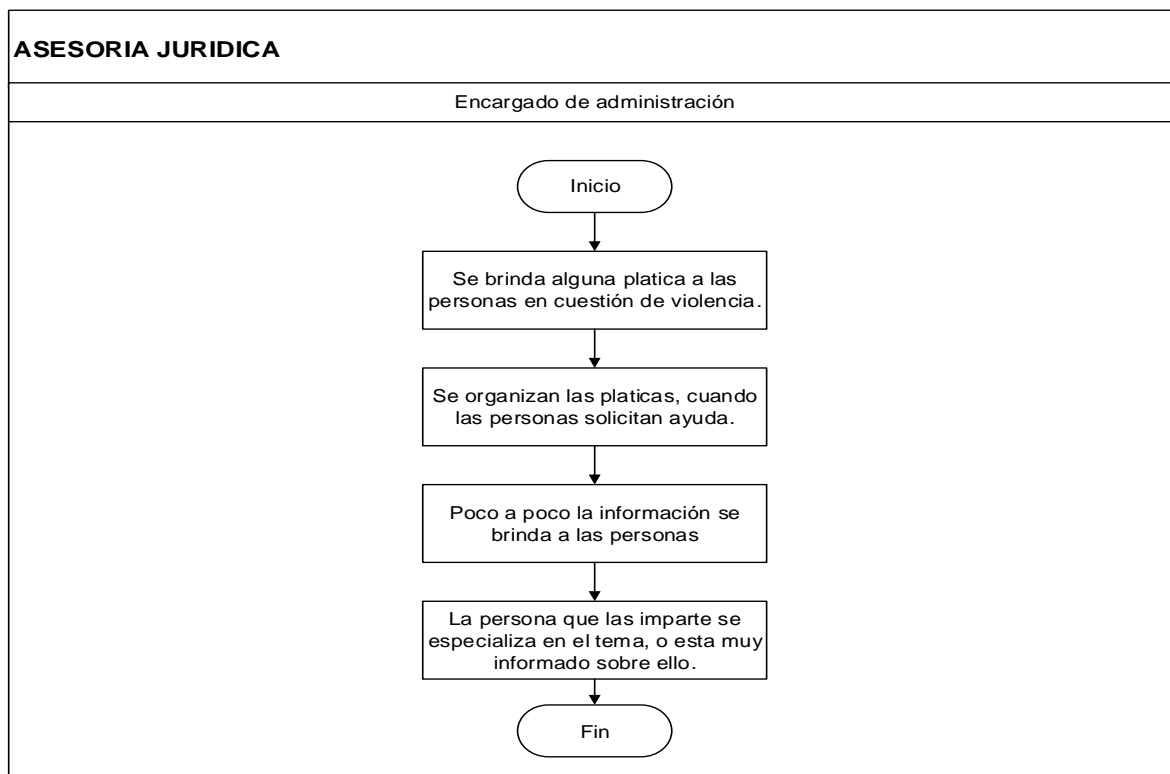 ASESORIA JURIDICA
Encargado de administración
Inicio
Se brinda alguna platica a las
personas en cuestión de violencia.
Se organizan las platicas, cuando
las personas solicitan ayuda.
Poco a poco la información se
brinda a las personas
La persona que las imparte se
especializa en el tema, o esta muy
informado sobre ello.
Fin